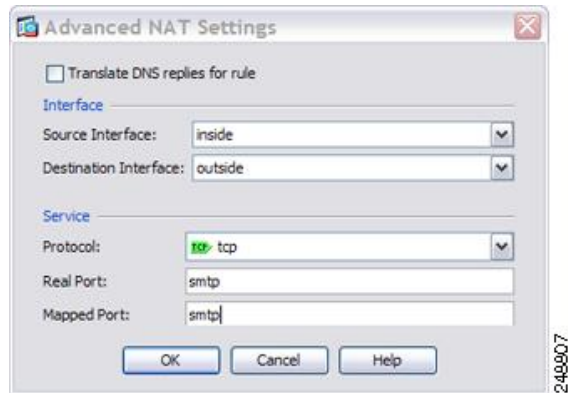 Advanced NAT Settings
Translate DNS replies for rule
Interface
Source Interface: inside
Destination Interface: outside
Service
Protocol: TCP tcp
Real Port: smtp
Mapped Port: smtp
OK Cancel Help
248807